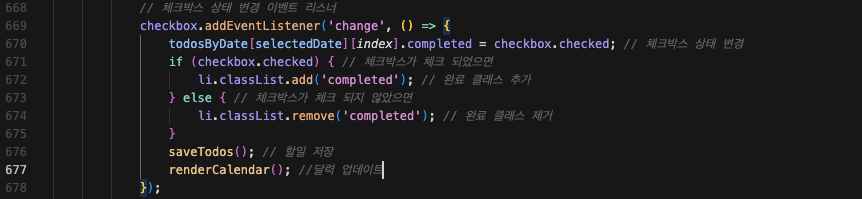 668 // 체크박스 상태 변경 이벤트 리스너
669 checkbox.addEventListener('change', () => {
670 todosByDate[selectedDate][index].completed = checkbox.checked; // 체크박스 상태 변경
671 if (checkbox.checked) { // 체크박스가 체크 되었으면
672 li.classList.add('completed'); // 완료 클래스 추가
673 } else { // 체크박스가 체크 되지 않았으면
674 li.classList.remove('completed'); // 완료 클래스 제거
675 }
676 saveTodos(); // 할일 저장
677 renderCalendar(); //달력 업데이트
678 });